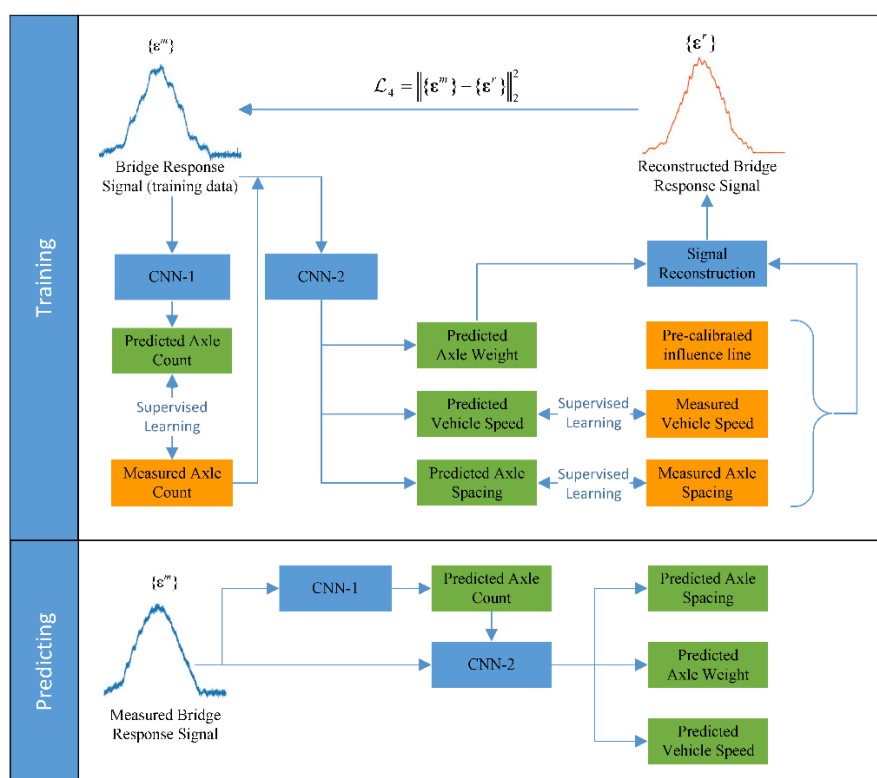 Training
{ε^m}
{ε^r}
ℒ₄ = ‖{ε^m} − {ε^r}‖₂²
Bridge Response
Signal (training data)
Reconstructed Bridge
Response Signal
CNN-1
CNN-2
Signal
Reconstruction
Predicted Axle
Count
Predicted
Axle Weight
Pre-calibrated
influence line
Supervised
Learning
Predicted
Vehicle Speed
Supervised
Learning
Measured
Vehicle Speed
Measured Axle
Count
Predicted Axle
Spacing
Supervised
Learning
Measured Axle
Spacing
Predicting
{ε^m}
Measured Bridge
Response Signal
CNN-1
Predicted Axle
Count
CNN-2
Predicted Axle
Spacing
Predicted
Axle Weight
Predicted
Vehicle Speed